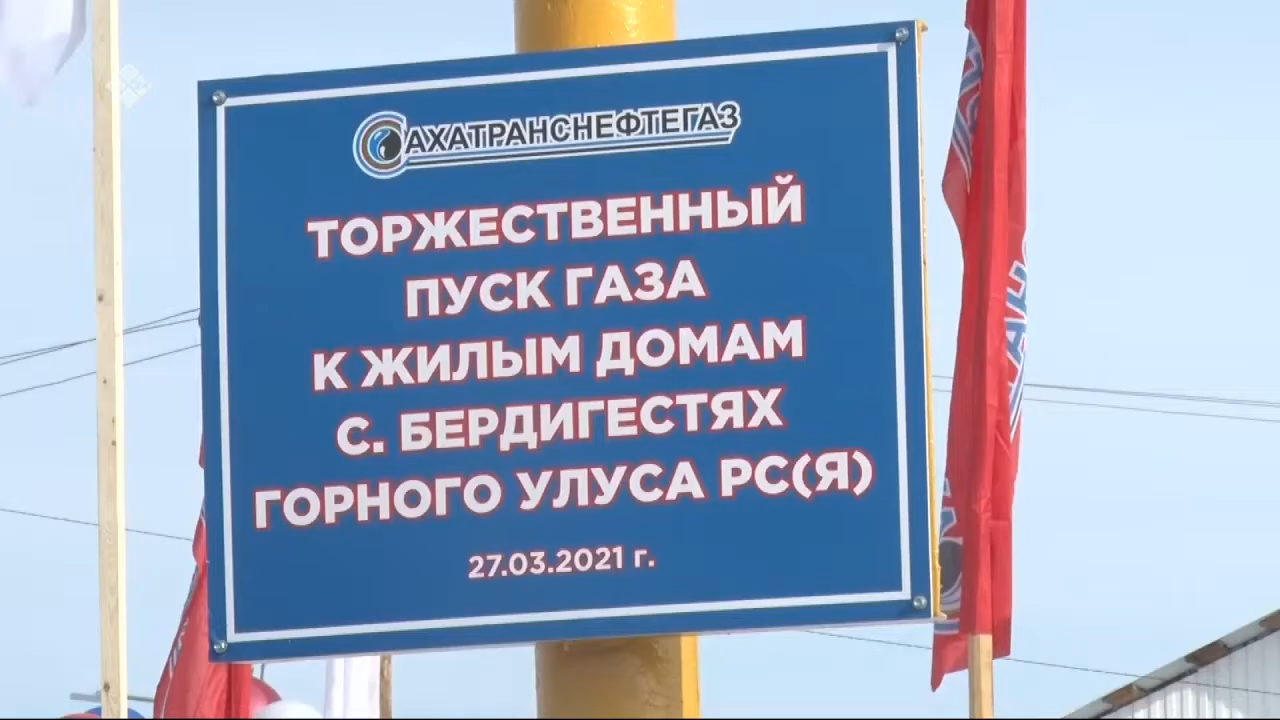 САХАТРАНСНЕФТЕГАЗ
ТОРЖЕСТВЕННЫЙ
ПУСК ГАЗА
К ЖИЛЫМ ДОМАМ
С. БЕРДИГЕСТЯХ
ГОРНОГО УЛУСА РС(Я)
27.03.2021 г.